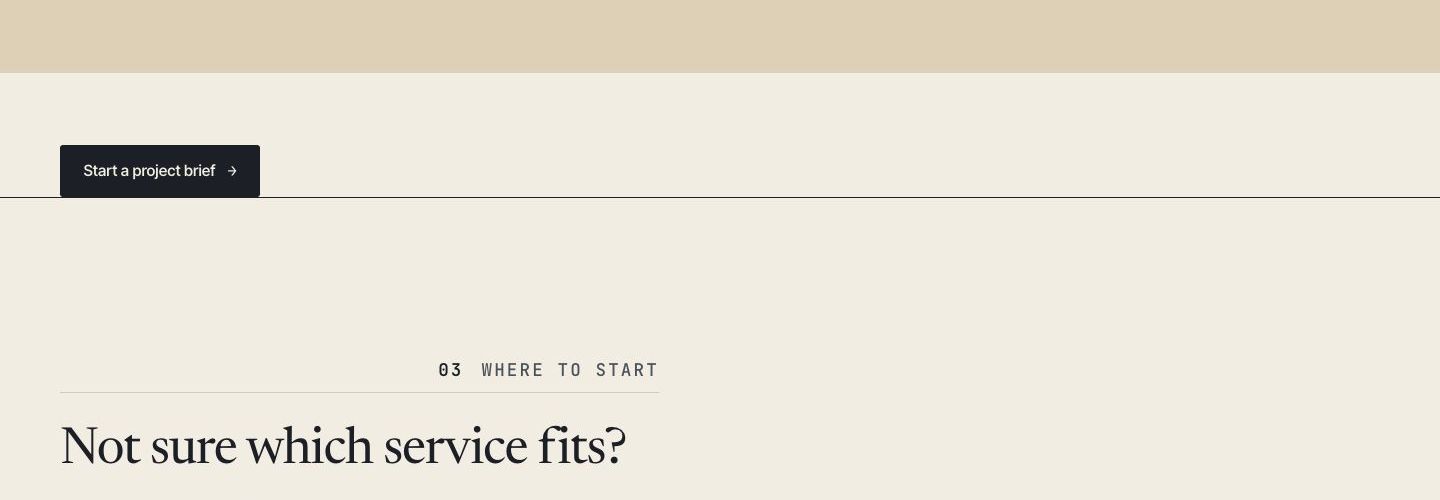 Start a project brief →
03 WHERE TO START
Not sure which service fits?